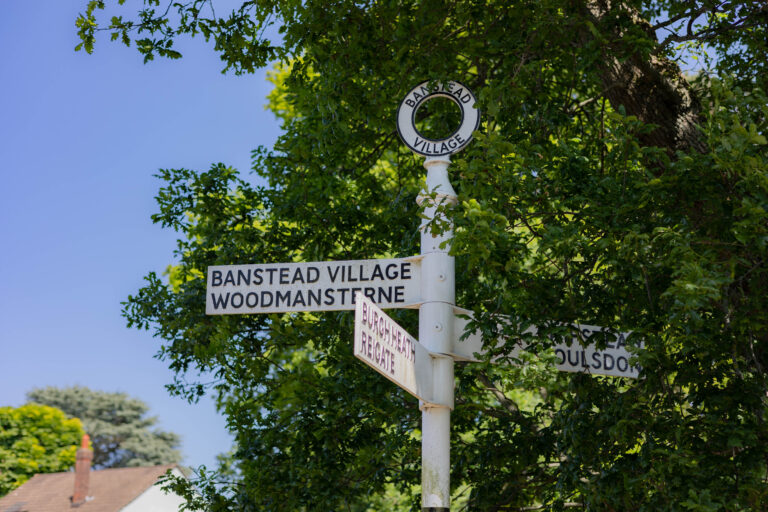 BANSTEAD
VILLAGE
BANSTEAD VILLAGE
WOODMANSTERNE
BURGH HEATH
REIGATE